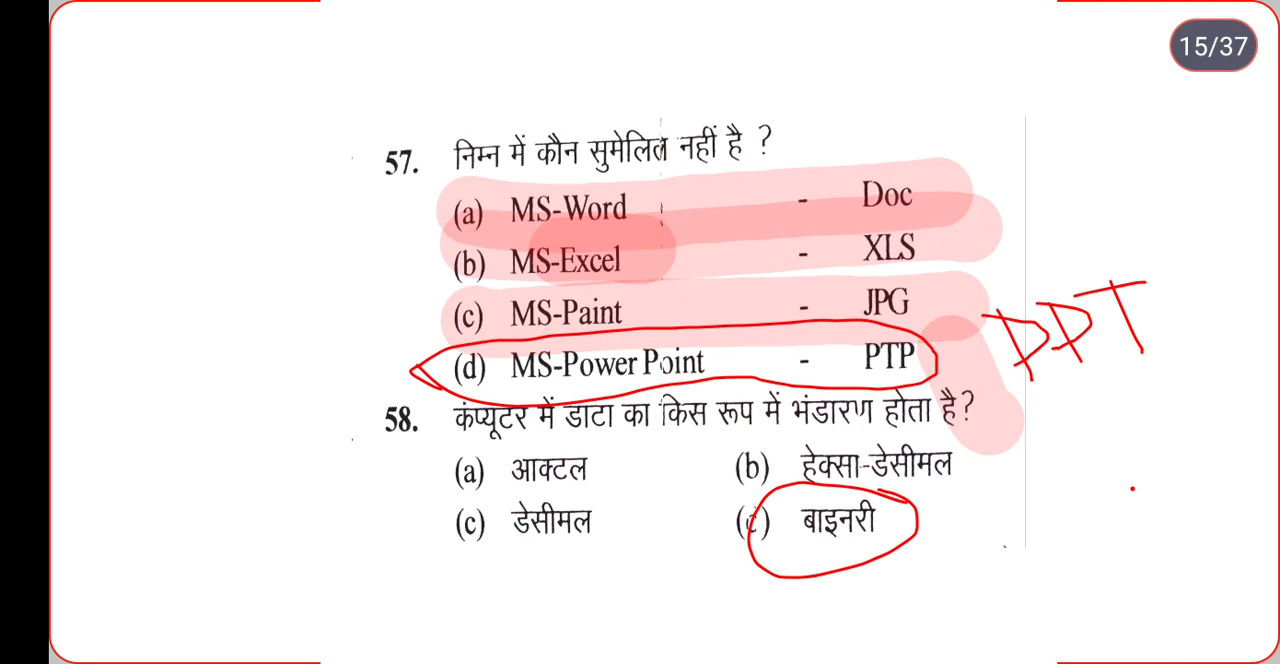 15/37
57. निम्न में कौन सुमेलित नहीं है ?
(a) MS-Word - Doc
(b) MS-Excel - XLS
(c) MS-Paint - JPG
(d) MS-Power Point - PTP
PPT
58. कंप्यूटर में डाटा का किस रूप में भंडारण होता है?
(a) आक्टल (b) हेक्सा-डेसीमल
(c) डेसीमल (d) बाइनरी